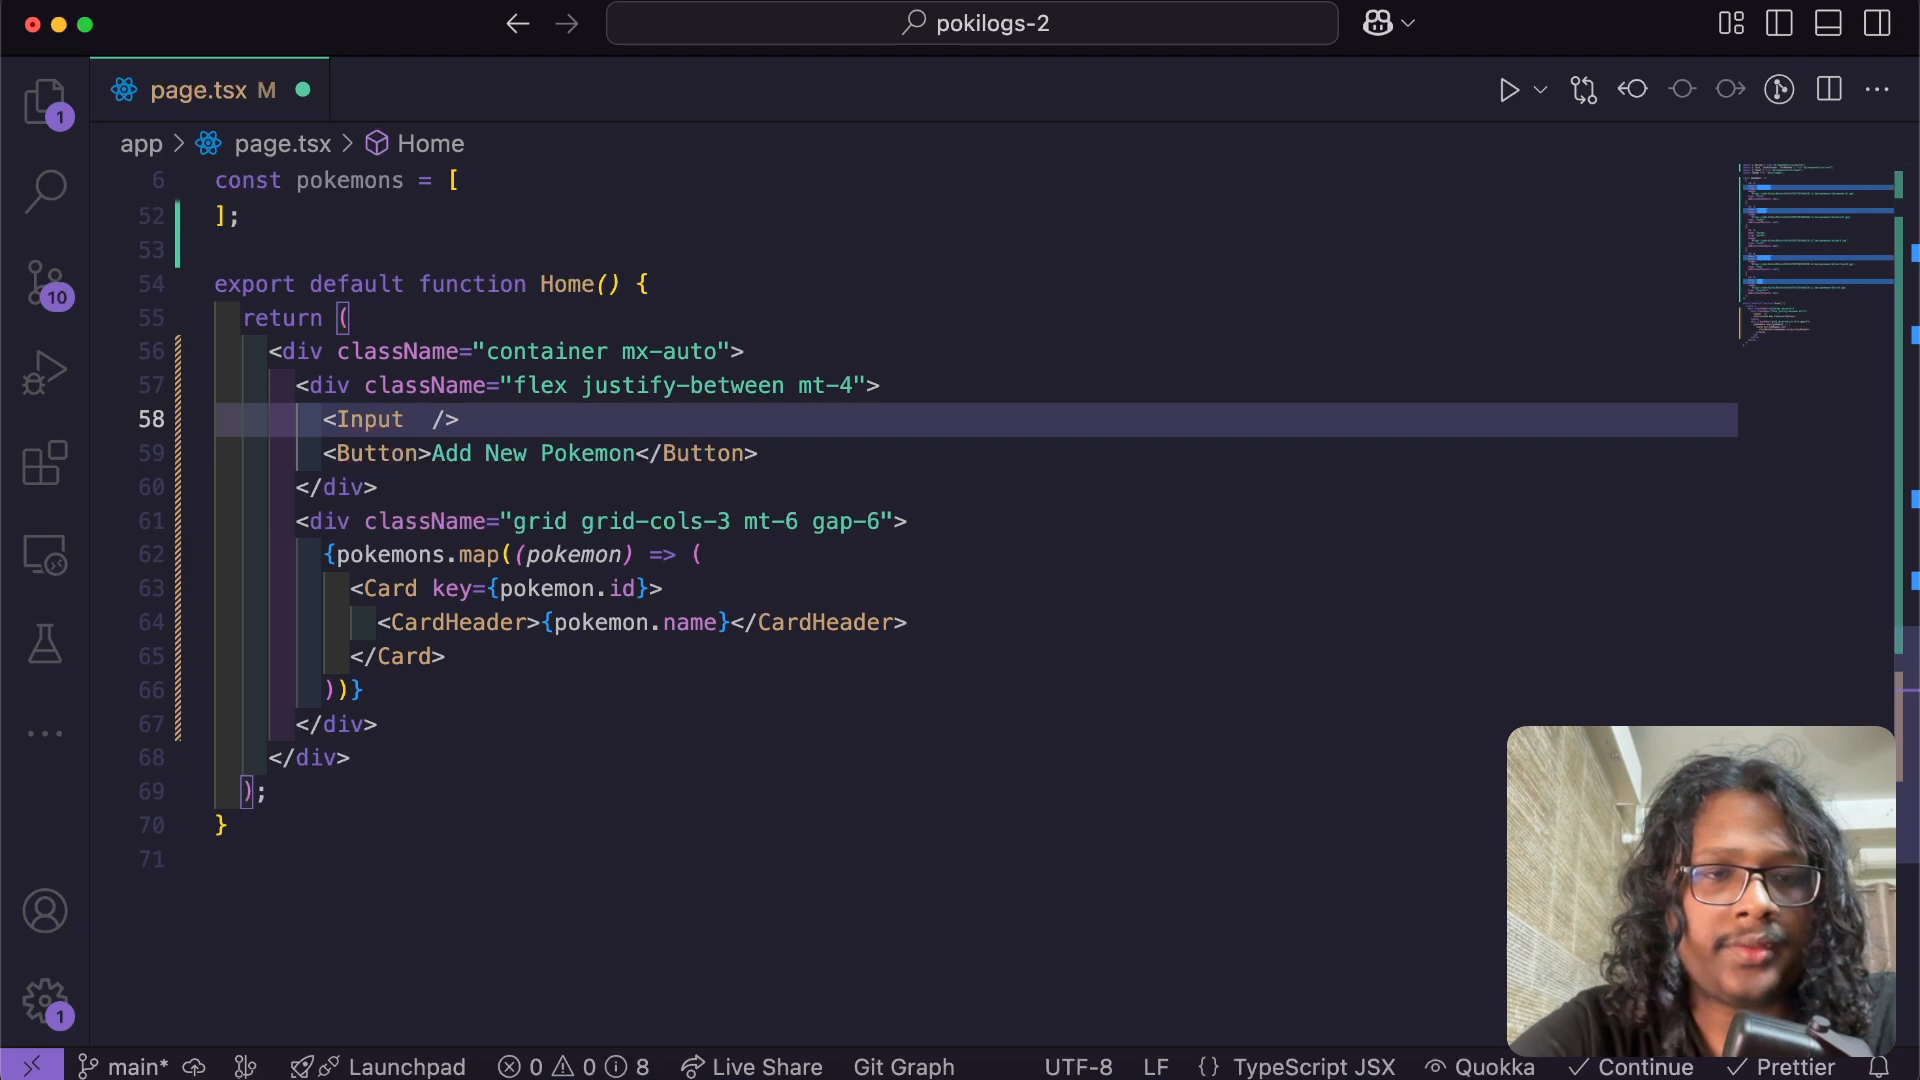 pokilogs-2
page.tsx M
1
app > page.tsx > Home
6 const pokemons = [
52 ];
53
54 export default function Home() {
55 return (
56 <div className="container mx-auto">
57 <div className="flex justify-between mt-4">
58 <Input />
59 <Button>Add New Pokemon</Button>
60 </div>
61 <div className="grid grid-cols-3 mt-6 gap-6">
62 {pokemons.map((pokemon) => (
63 <Card key={pokemon.id}>
64 <CardHeader>{pokemon.name}</CardHeader>
65 </Card>
66 ))}
67 </div>
68 </div>
69 );
70 }
71
10
1
main* Launchpad 0 0 8 Live Share Git Graph UTF-8 LF {} TypeScript JSX Quokka Continue Prettier